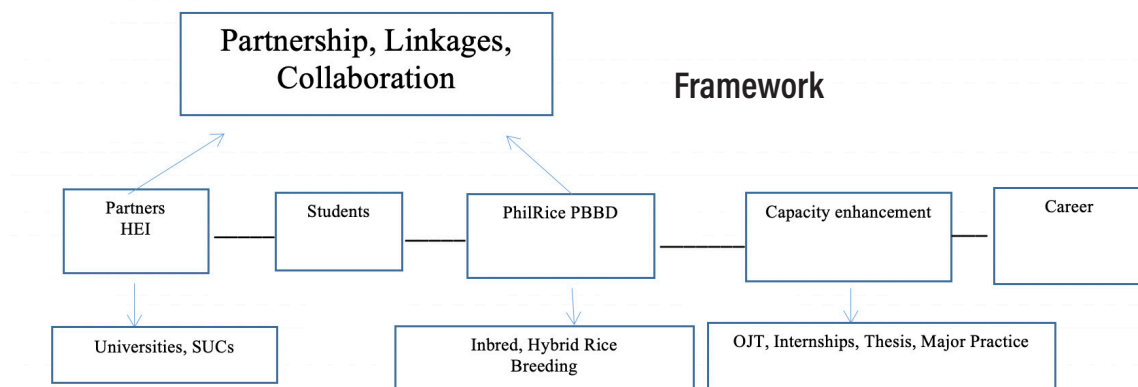 Partnership, Linkages,
Collaboration
Framework
Partners
HEI
Students
PhilRice PBBD
Capacity enhancement
Career
Universities, SUCs
Inbred, Hybrid Rice
Breeding
OJT, Internships, Thesis, Major Practice